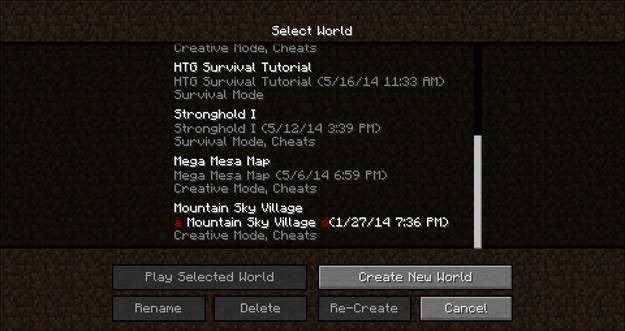 Select World
Creative Mode, Cheats
HTG Survival Tutorial
HTG Survival Tutorial (5/16/14 11:33 AM)
Survival Mode
Stronghold I
Stronghold I (5/12/14 3:39 PM)
Survival Mode, Cheats
Mega Mesa Map
Mega Mesa Map (5/6/14 6:59 PM)
Creative Mode, Cheats
Mountain Sky Village
Mountain Sky Village (1/27/14 7:36 PM)
Creative Mode, Cheats
Play Selected World
Create New World
Rename
Delete
Re-Create
Cancel